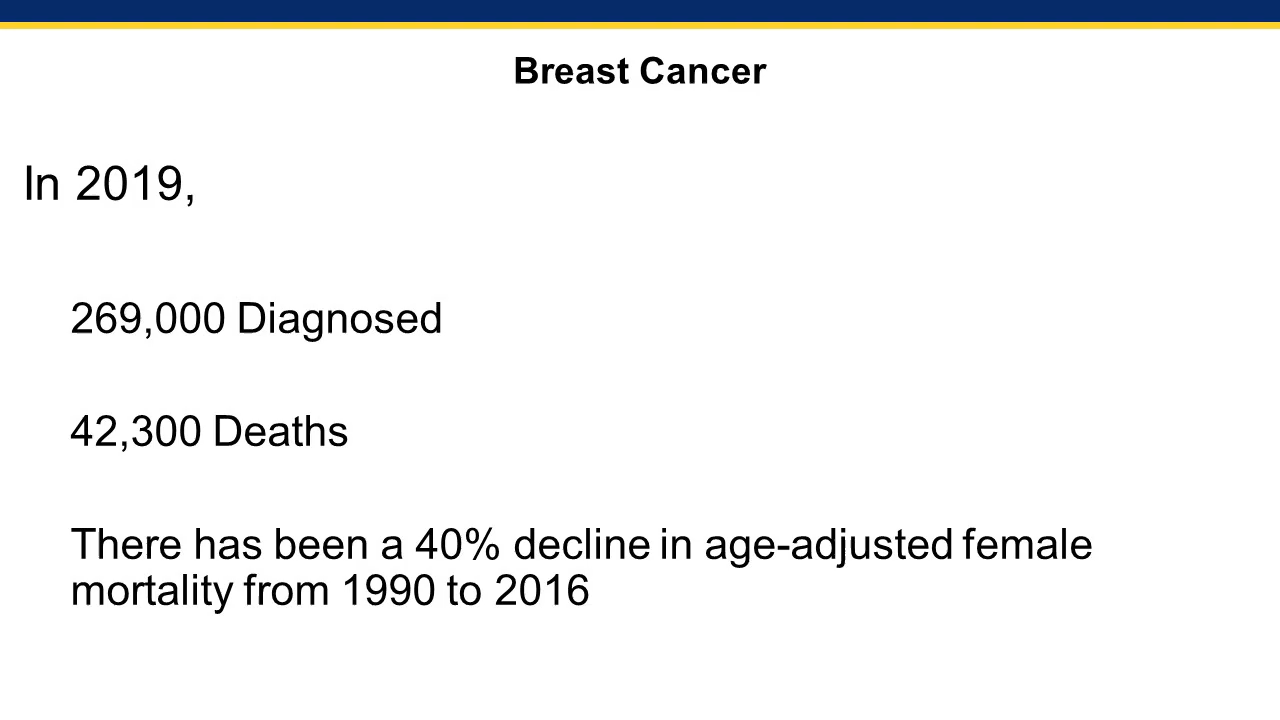 Breast Cancer
In 2019,
269,000 Diagnosed
42,300 Deaths
There has been a 40% decline in age-adjusted female
mortality from 1990 to 2016